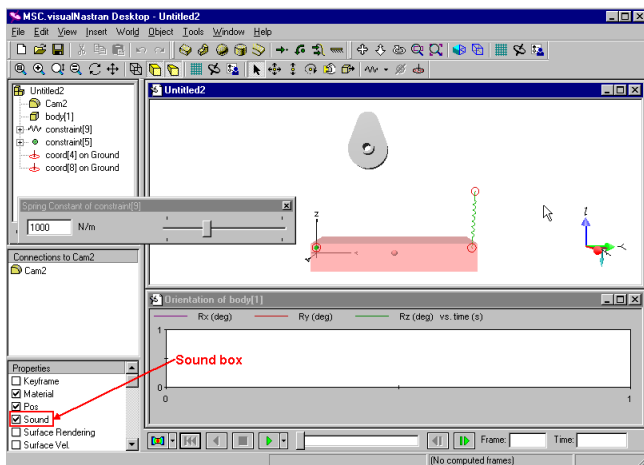 MSC.visualNastran Desktop - Untitled2
File Edit View Insert World Object Tools Window Help
Untitled2
Cam2
body[1]
constraint[9]
constraint[5]
coord[4] on Ground
coord[8] on Ground
Untitled2
z
Spring Constant of constraint[9]
1000 N/m
Connections to Cam2
Cam2
Orientation of body[1]
Rx (deg) Ry (deg) Rz (deg) vs. time (s)
1
0
0 1
Properties
Keyframe
Material
Pos
Sound
Surface Rendering
Surface Vel.
Sound box
Frame: Time:
(No computed frames)